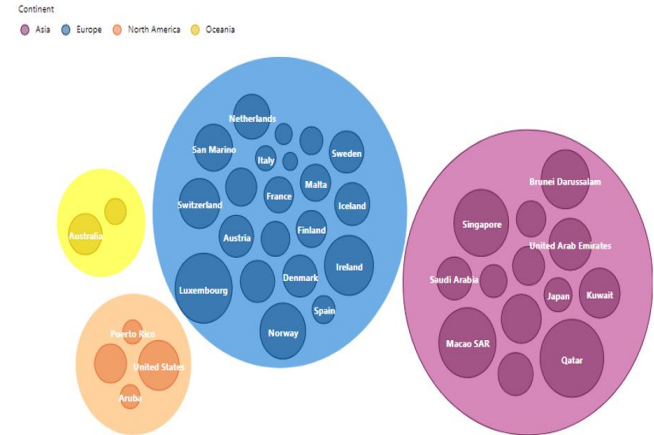 Continent
Asia Europe North America Oceania
Netherlands
San Marino
Italy
Sweden
Malta
Switzerland
France
Iceland
Austria
Finland
Luxembourg
Denmark
Ireland
Spain
Norway
Australia
Puerto Rico
United States
Aruba
Brunei Darussalam
Singapore
United Arab Emirates
Saudi Arabia
Japan
Kuwait
Macao SAR
Qatar